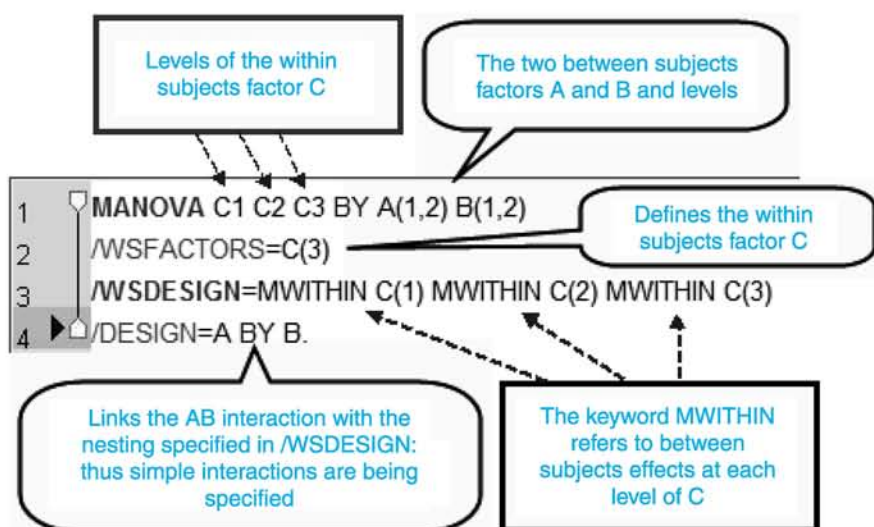 Levels of the within
subjects factor C
The two between subjects
factors A and B and levels
1 MANOVA C1 C2 C3 BY A(1,2) B(1,2)
2 /WSFACTORS=C(3)
Defines the within
subjects factor C
3 /WSDESIGN=MWITHIN C(1) MWITHIN C(2) MWITHIN C(3)
4 /DESIGN=A BY B.
Links the AB interaction with the
nesting specified in /WSDESIGN:
thus simple interactions are being
specified
The keyword MWITHIN
refers to between
subjects effects at each
level of C